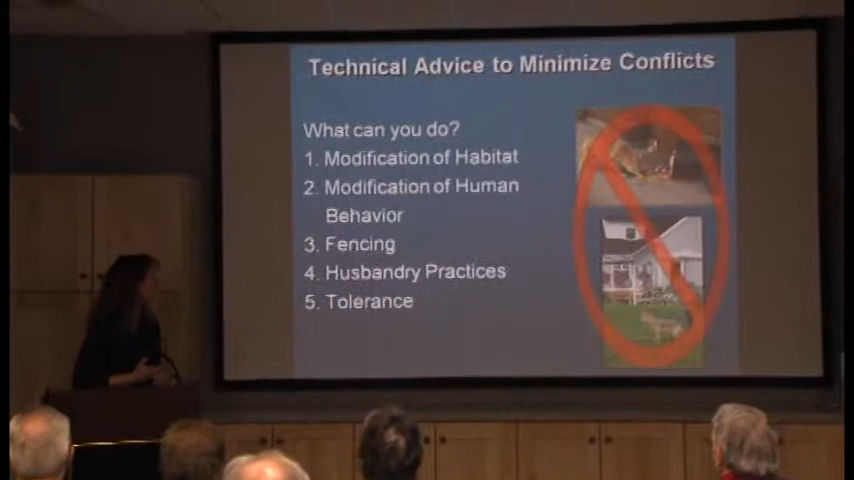 Technical Advice to Minimize Conflicts
What can you do?
1. Modification of Habitat
2. Modification of Human
Behavior
3. Fencing
4. Husbandry Practices
5. Tolerance